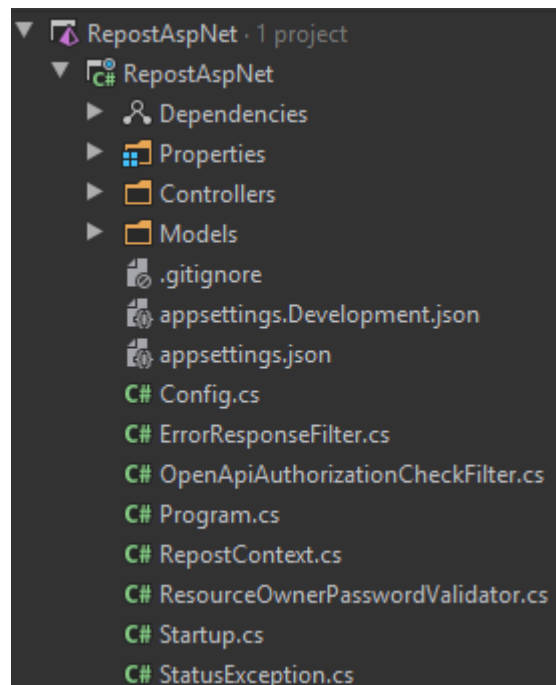 RepostAspNet · 1 project
C# RepostAspNet
Dependencies
Properties
Controllers
Models
.gitignore
appsettings.Development.json
appsettings.json
C# Config.cs
C# ErrorResponseFilter.cs
C# OpenApiAuthorizationCheckFilter.cs
C# Program.cs
C# RepostContext.cs
C# ResourceOwnerPasswordValidator.cs
C# Startup.cs
C# StatusException.cs